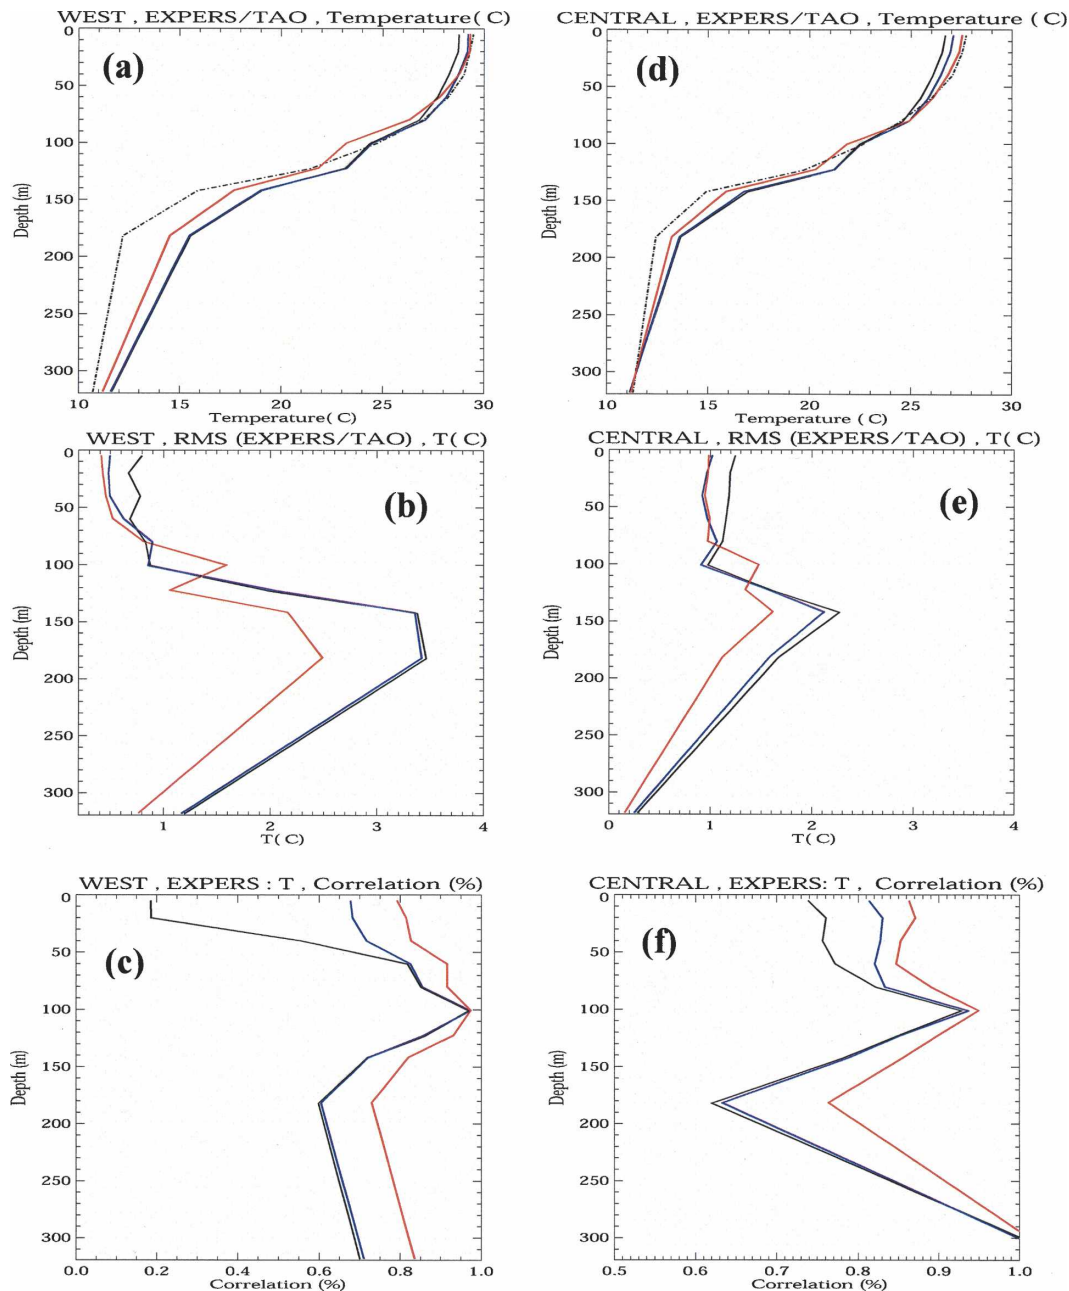 WEST , EXPERS/TAO , Temperature( C)
(a)
0
50
100
150
200
250
300
Depth (m)
10 15 20 25 30
Temperature( C)
CENTRAL , EXPERS/TAO , Temperature ( C)
(d)
0
50
100
150
200
250
300
Depth (m)
10 15 20 25 30
Temperature ( C)
WEST , RMS (EXPERS/TAO) , T( C)
(b)
0
50
100
150
200
250
300
Depth (m)
1 2 3 4
T( C)
CENTRAL , RMS (EXPERS/TAO) , T( C)
(e)
0
50
100
150
200
250
300
Depth (m)
0 1 2 3 4
T( C)
WEST , EXPERS : T , Correlation (%)
(c)
0
50
100
150
200
250
300
Depth (m)
0.0 0.2 0.4 0.6 0.8 1.0
Correlation (%)
CENTRAL , EXPERS: T , Correlation (%)
(f)
0
50
100
150
200
250
300
Depth (m)
0.5 0.6 0.7 0.8 0.9 1.0
Correlation (%)